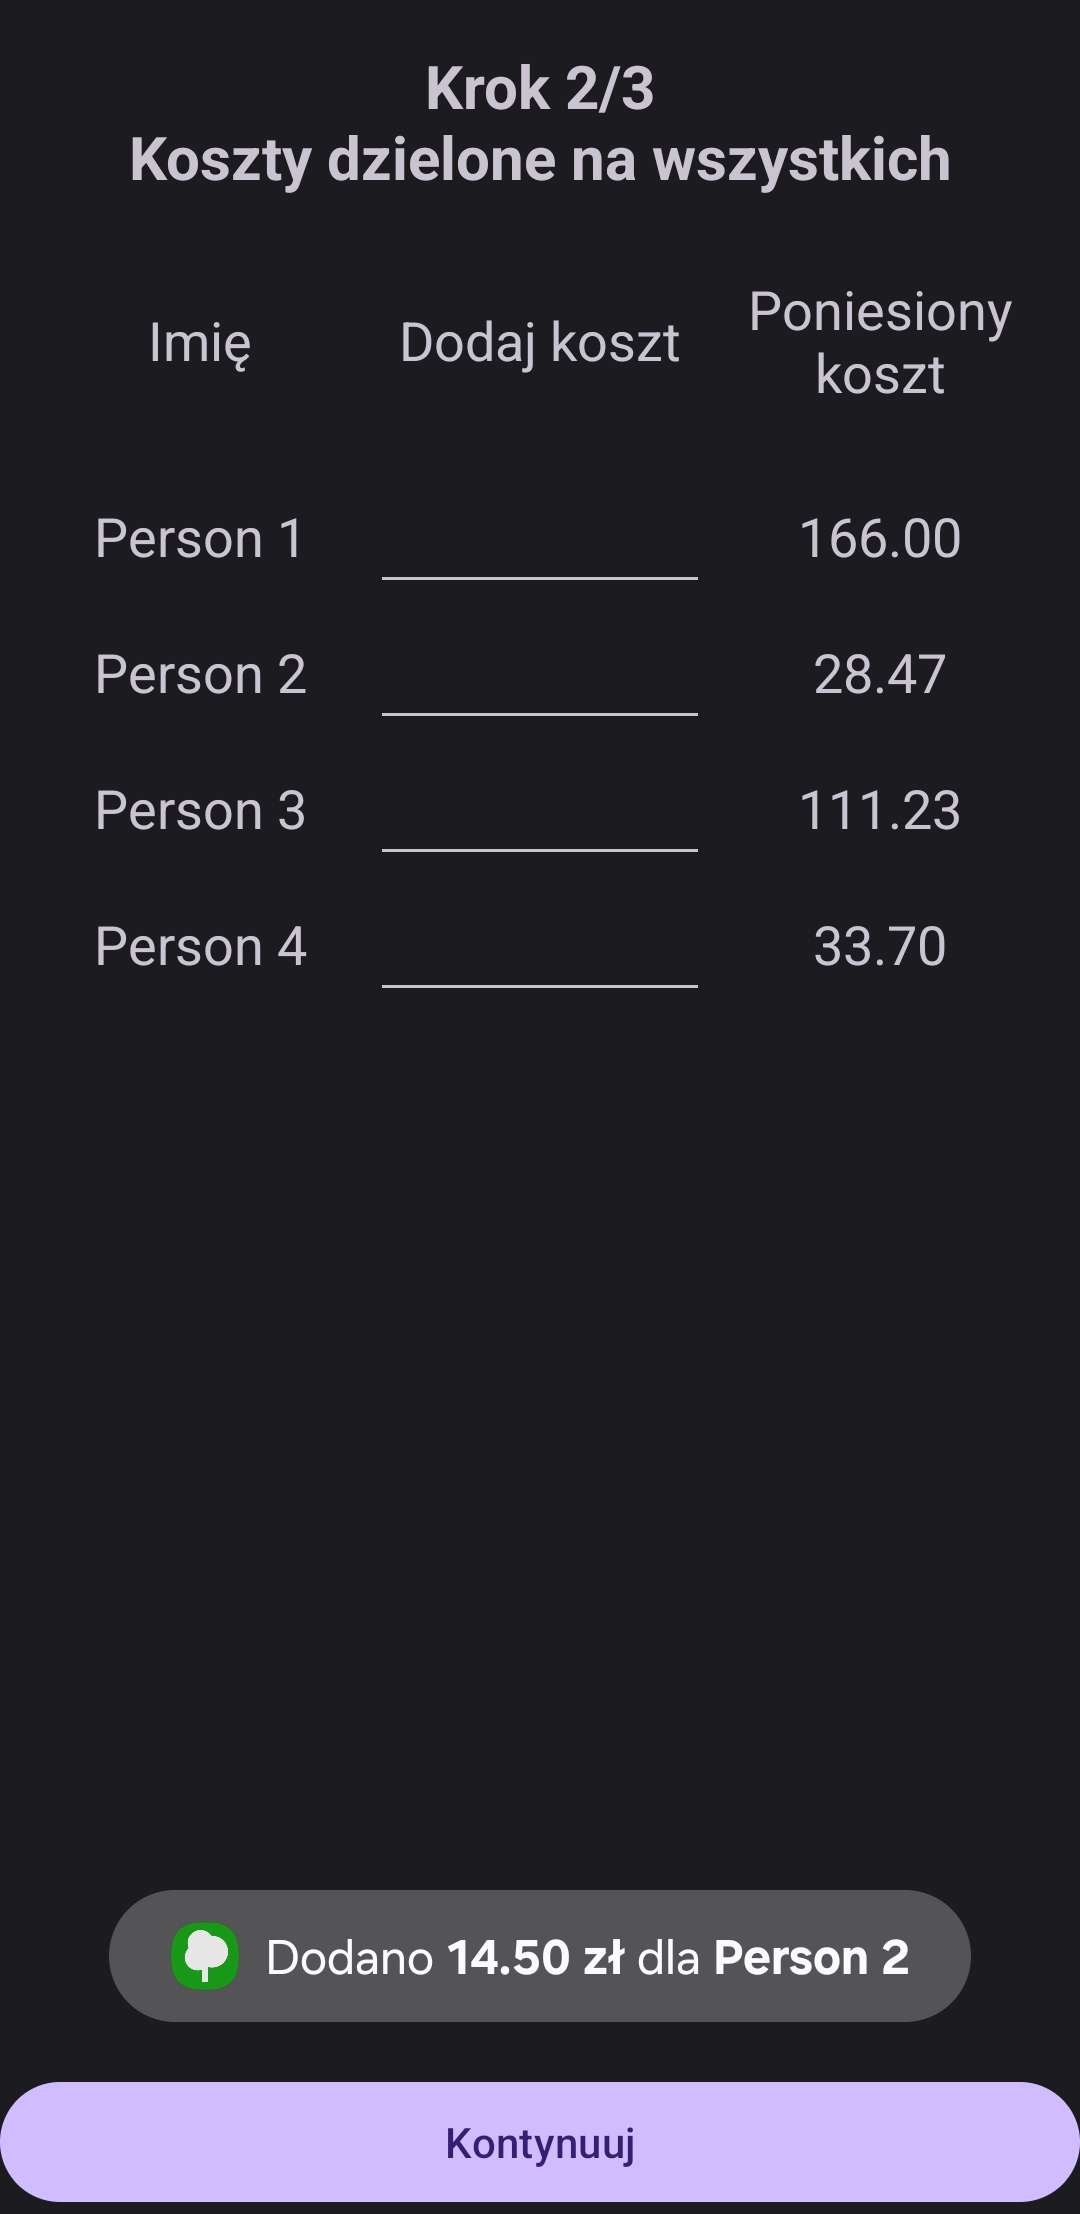 Krok 2/3
Koszty dzielone na wszystkich
Imię
Dodaj koszt
Poniesiony
koszt
Person 1
166.00
Person 2
28.47
Person 3
111.23
Person 4
33.70
Dodano 14.50 zł dla Person 2
Kontynuuj